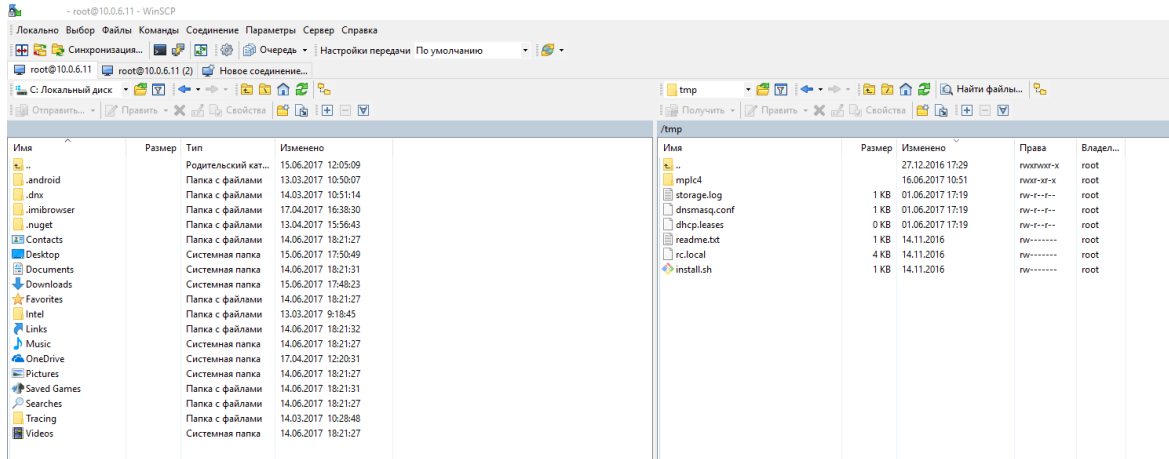 - root@10.0.6.11 - WinSCP
Локально Выбор Файлы Команды Соединение Параметры Сервер Справка
Синхронизация... Очередь Настройки передачи По умолчанию
root@10.0.6.11 root@10.0.6.11 (2) Новое соединение...
C: Локальный диск
Отправить... Править Свойства
Имя Размер Тип Изменено
.. Родительский кат... 15.06.2017 12:05:09
.android Папка с файлами 13.03.2017 10:50:07
.dnx Папка с файлами 14.03.2017 10:51:14
.imibrowser Папка с файлами 17.04.2017 16:38:30
.nuget Папка с файлами 13.04.2017 15:56:43
Contacts Папка с файлами 14.06.2017 18:21:27
Desktop Системная папка 15.06.2017 17:50:49
Documents Системная папка 14.06.2017 18:21:31
Downloads Системная папка 15.06.2017 17:48:23
Favorites Папка с файлами 14.06.2017 18:21:27
Intel Папка с файлами 13.03.2017 9:18:45
Links Папка с файлами 14.06.2017 18:21:32
Music Системная папка 14.06.2017 18:21:27
OneDrive Системная папка 17.04.2017 12:20:31
Pictures Системная папка 14.06.2017 18:21:27
Saved Games Папка с файлами 14.06.2017 18:21:31
Searches Папка с файлами 14.06.2017 18:21:27
Tracing Папка с файлами 14.03.2017 10:28:48
Videos Системная папка 14.06.2017 18:21:27
tmp Найти файлы...
Получить Править Свойства
/tmp
Имя Размер Изменено Права Владел...
.. 27.12.2016 17:29 rwxrwxr-x root
mplc4 16.06.2017 10:51 rwxr-xr-x root
storage.log 1 KB 01.06.2017 17:19 rw-r--r-- root
dnsmasq.conf 1 KB 01.06.2017 17:19 rw-r--r-- root
dhcp.leases 0 KB 01.06.2017 17:19 rw-r--r-- root
readme.txt 1 KB 14.11.2016 rw------- root
rc.local 4 KB 14.11.2016 rw------- root
install.sh 1 KB 14.11.2016 rw------- root